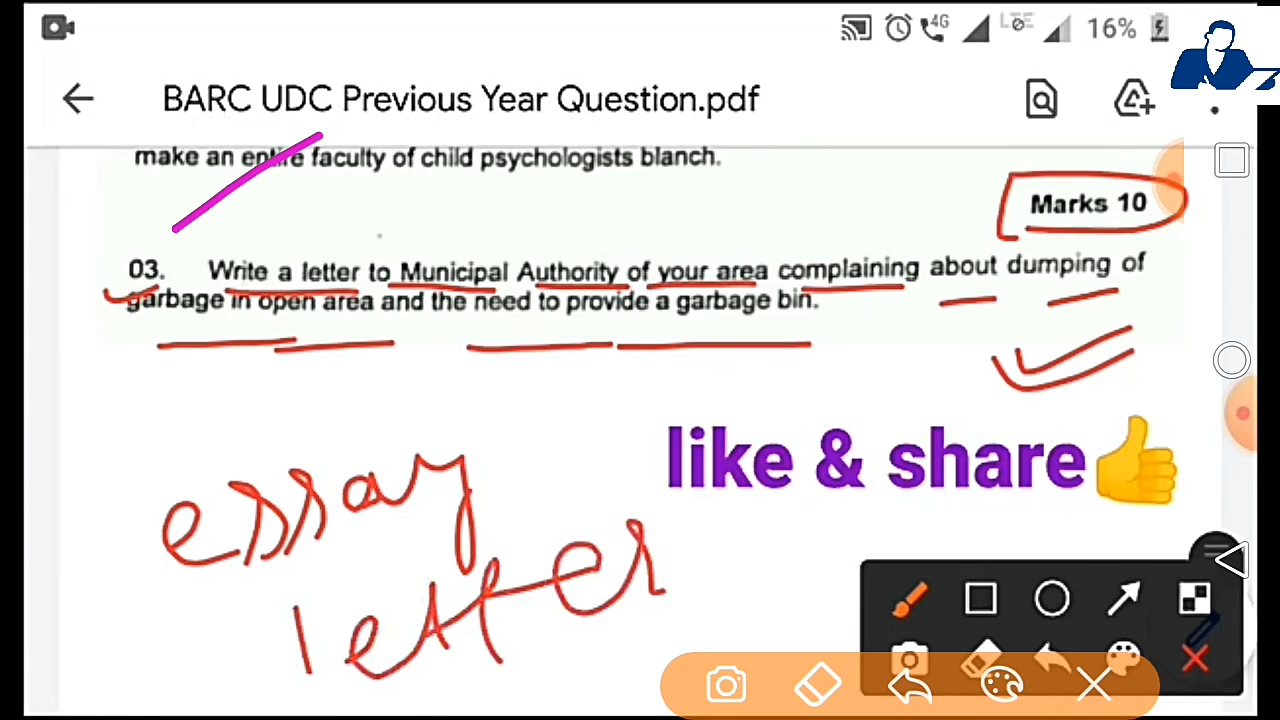 4G LTE 16%
BARC UDC Previous Year Question.pdf
make an entire faculty of child psychologists blanch.
Marks 10
03. Write a letter to Municipal Authority of your area complaining about dumping of
garbage in open area and the need to provide a garbage bin.
like & share👍
essay
letter